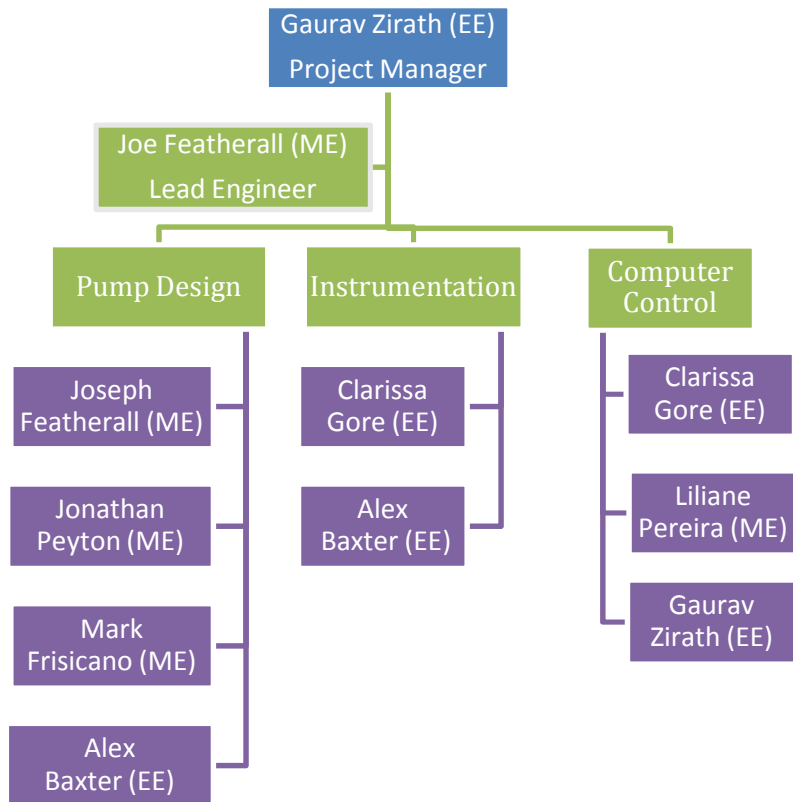 Gaurav Zirath (EE)
Project Manager
Joe Featherall (ME)
Lead Engineer
Pump Design
Joseph
Featherall (ME)
Jonathan
Peyton (ME)
Mark
Frisicano (ME)
Alex
Baxter (EE)
Instrumentation
Clarissa
Gore (EE)
Alex
Baxter (EE)
Computer
Control
Clarissa
Gore (EE)
Liliane
Pereira (ME)
Gaurav
Zirath (EE)